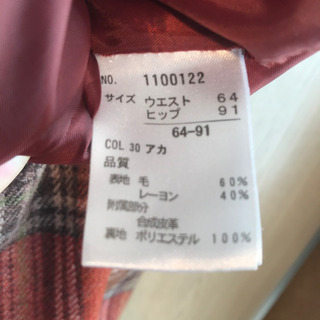 NO. 1100122
サイズ ウエスト 64
ヒップ 91
64-91
COL 30 アカ
品質
表地 毛 60%
レーヨン 40%
附属部分
合成皮革
裏地 ポリエステル 100%